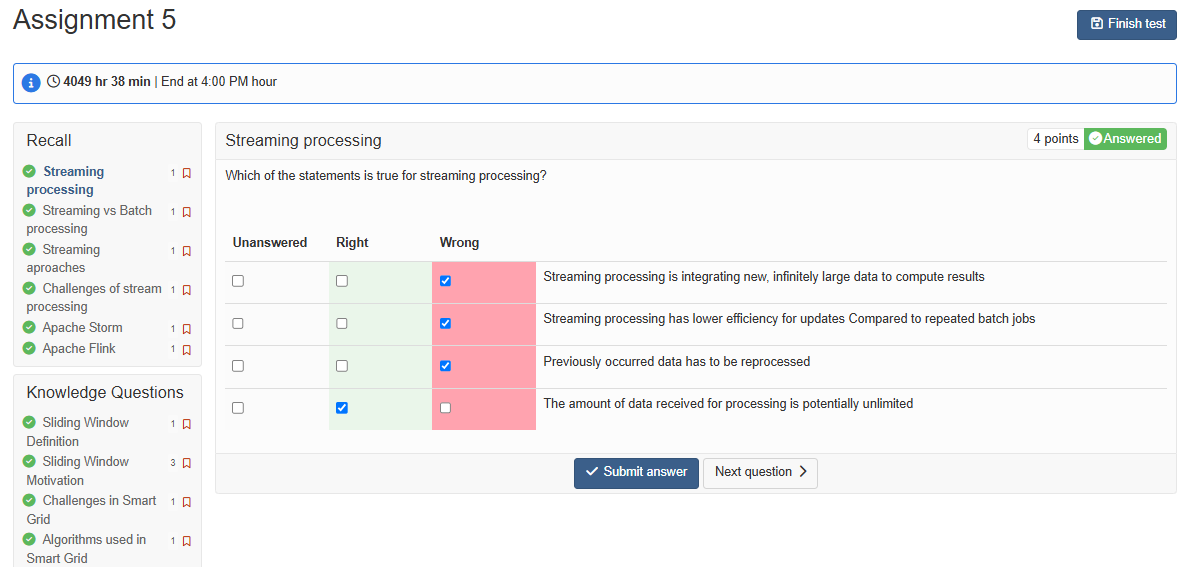 Assignment 5
Finish test
4049 hr 38 min | End at 4:00 PM hour
Recall
Streaming 1
processing
Streaming vs Batch 1
processing
Streaming 1
aproaches
Challenges of stream 1
processing
Apache Storm 1
Apache Flink 1
Knowledge Questions
Sliding Window 1
Definition
Sliding Window 3
Motivation
Challenges in Smart 1
Grid
Algorithms used in 1
Smart Grid
Streaming processing
4 points Answered
Which of the statements is true for streaming processing?
Unanswered Right Wrong
Streaming processing is integrating new, infinitely large data to compute results
Streaming processing has lower efficiency for updates Compared to repeated batch jobs
Previously occurred data has to be reprocessed
The amount of data received for processing is potentially unlimited
Submit answer Next question